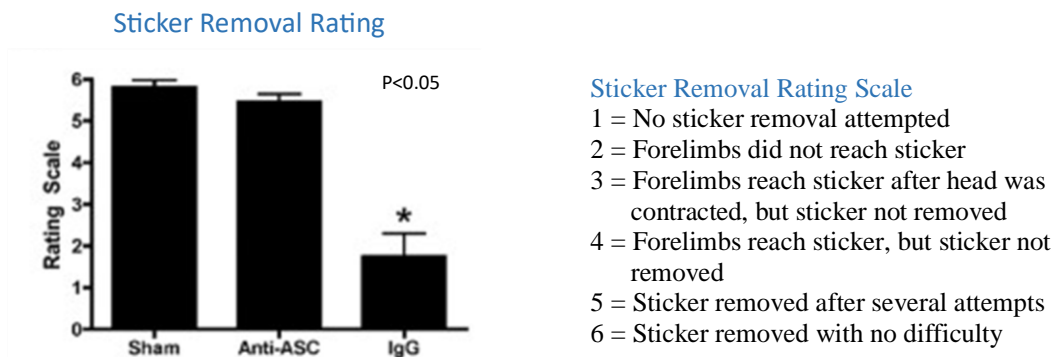 Sticker Removal Rating
P<0.05
6
5
4
3
2
1
0
Rating Scale
*
Sham Anti-ASC IgG
Sticker Removal Rating Scale
1 = No sticker removal attempted
2 = Forelimbs did not reach sticker
3 = Forelimbs reach sticker after head was
contracted, but sticker not removed
4 = Forelimbs reach sticker, but sticker not
removed
5 = Sticker removed after several attempts
6 = Sticker removed with no difficulty